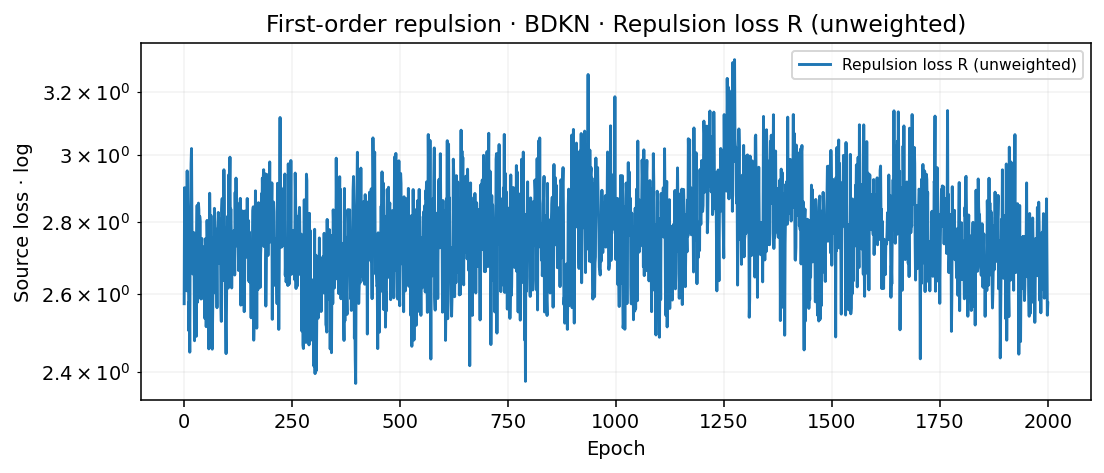 First-order repulsion · BDKN · Repulsion loss R (unweighted)
Repulsion loss R (unweighted)
Source loss · log
3.2 × 10⁰
3 × 10⁰
2.8 × 10⁰
2.6 × 10⁰
2.4 × 10⁰
0 250 500 750 1000 1250 1500 1750 2000
Epoch